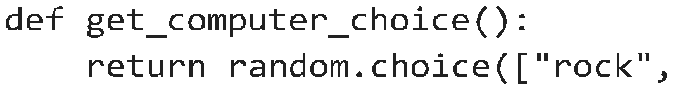 def get_computer_choice():
    return random.choice(["rock",